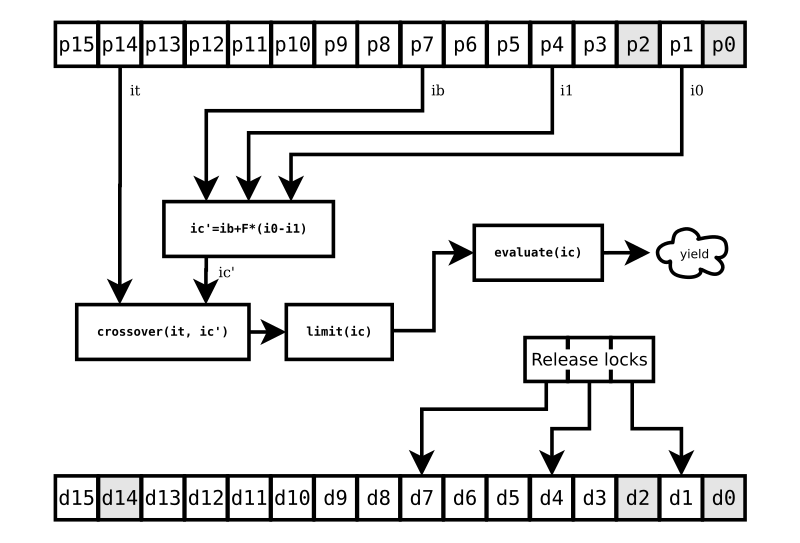 p15 p14 p13 p12 p11 p10 p9 p8 p7 p6 p5 p4 p3 p2 p1 p0
it ib i1 i0
ic'=ib+F*(i0-i1)
evaluate(ic)
yield
ic'
crossover(it, ic')
limit(ic)
Release locks
d15 d14 d13 d12 d11 d10 d9 d8 d7 d6 d5 d4 d3 d2 d1 d0